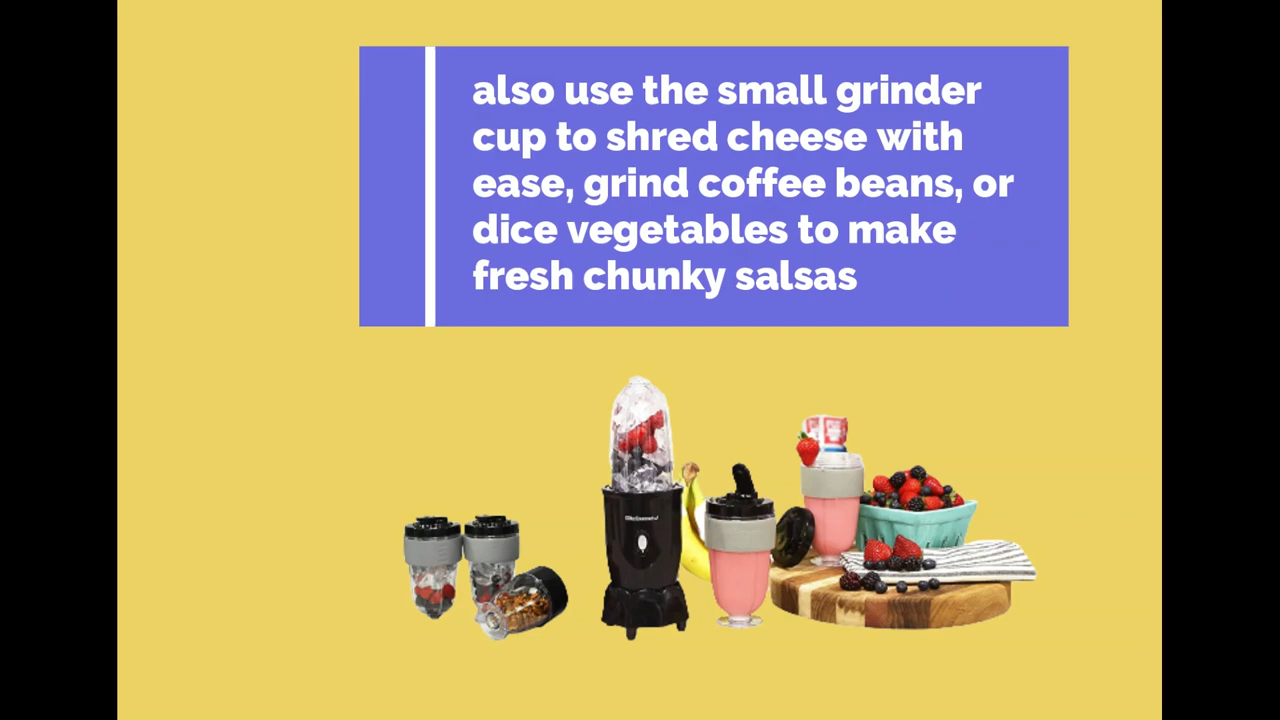 also use the small grinder
cup to shred cheese with
ease, grind coffee beans, or
dice vegetables to make
fresh chunky salsas